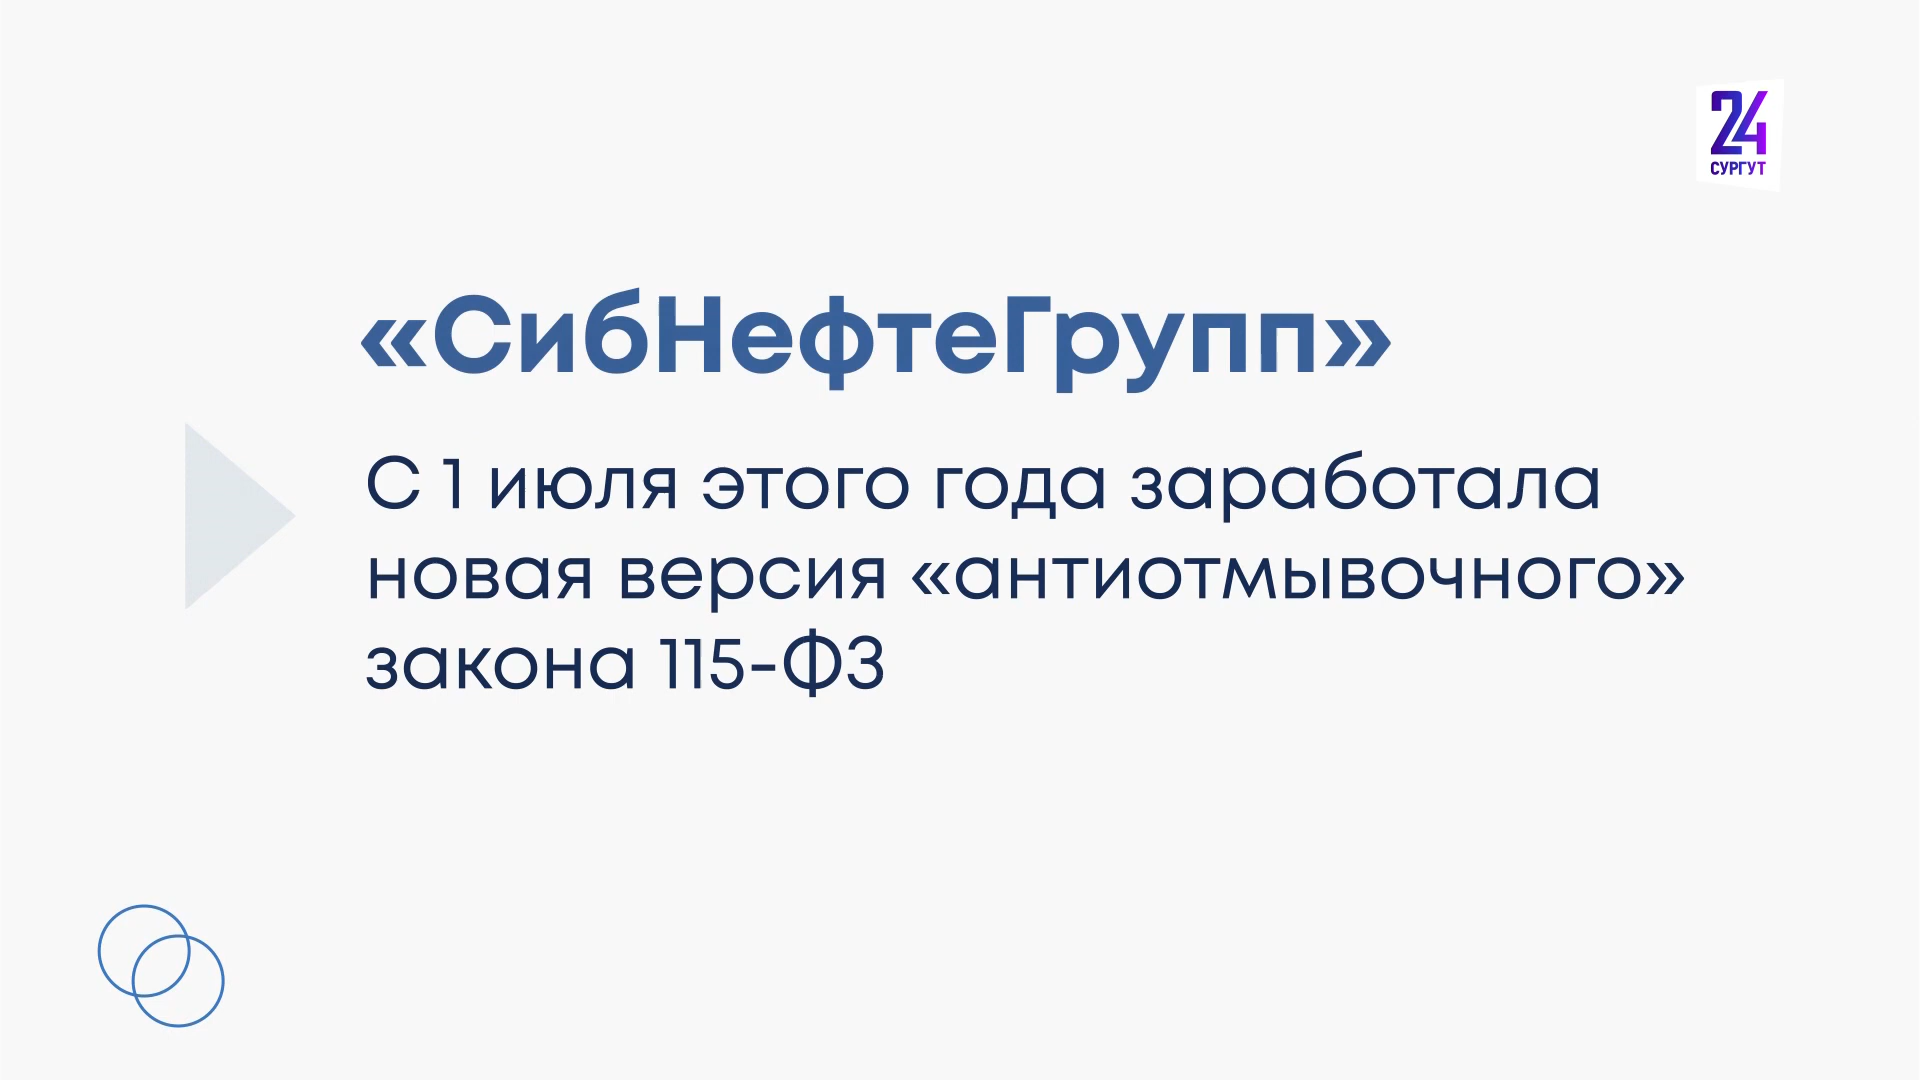 24
СУРГУТ
«СибНефтеГрупп»
С 1 июля этого года заработала
новая версия «антиотмывочного»
закона 115-ФЗ